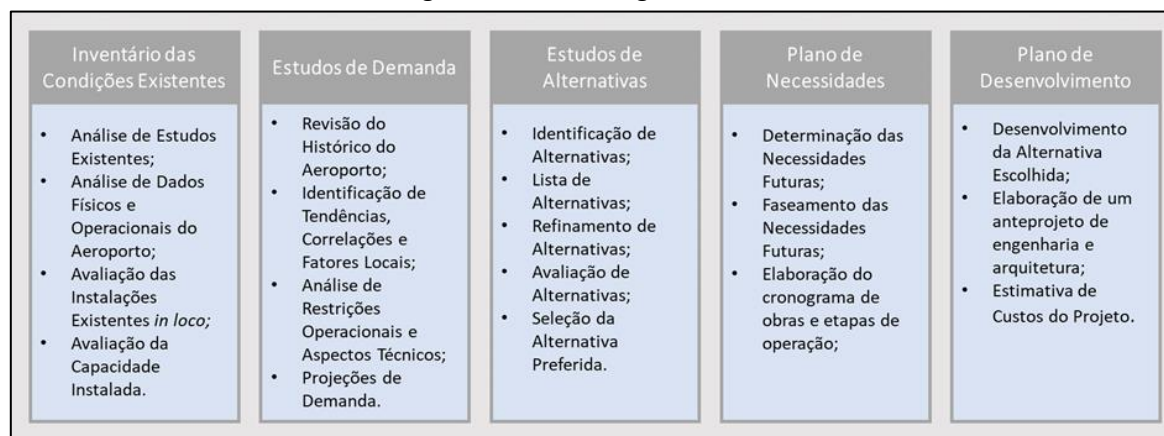 Inventário das
Condições Existentes
• Análise de Estudos
Existentes;
• Análise de Dados
Físicos e
Operacionais do
Aeroporto;
• Avaliação das
Instalações
Existentes in loco;
• Avaliação da
Capacidade
Instalada.
Estudos de Demanda
• Revisão do
Histórico do
Aeroporto;
• Identificação de
Tendências,
Correlações e
Fatores Locais;
• Análise de
Restrições
Operacionais e
Aspectos Técnicos;
• Projeções de
Demanda.
Estudos de
Alternativas
• Identificação de
Alternativas;
• Lista de
Alternativas;
• Refinamento de
Alternativas;
• Avaliação de
Alternativas;
• Seleção da
Alternativa
Preferida.
Plano de
Necessidades
• Determinação das
Necessidades
Futuras;
• Faseamento das
Necessidades
Futuras;
• Elaboração do
cronograma de
obras e etapas de
operação;
Plano de
Desenvolvimento
• Desenvolvimento
da Alternativa
Escolhida;
• Elaboração de um
anteprojeto de
engenharia e
arquitetura;
• Estimativa de
Custos do Projeto.